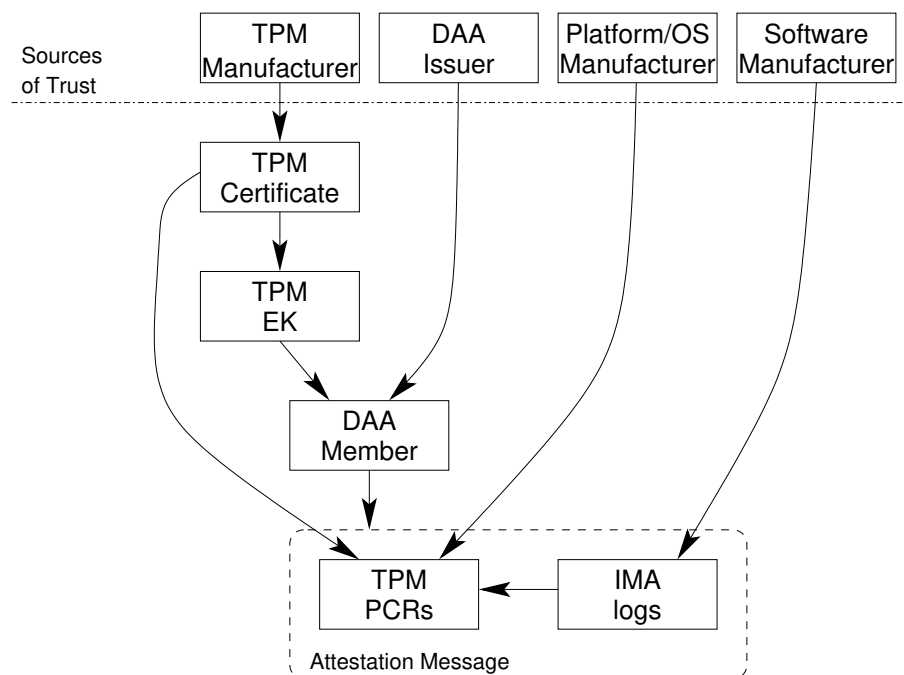 Sources
of Trust
TPM
Manufacturer
DAA
Issuer
Platform/OS
Manufacturer
Software
Manufacturer
TPM
Certificate
TPM
EK
DAA
Member
TPM
PCRs
IMA
logs
Attestation Message